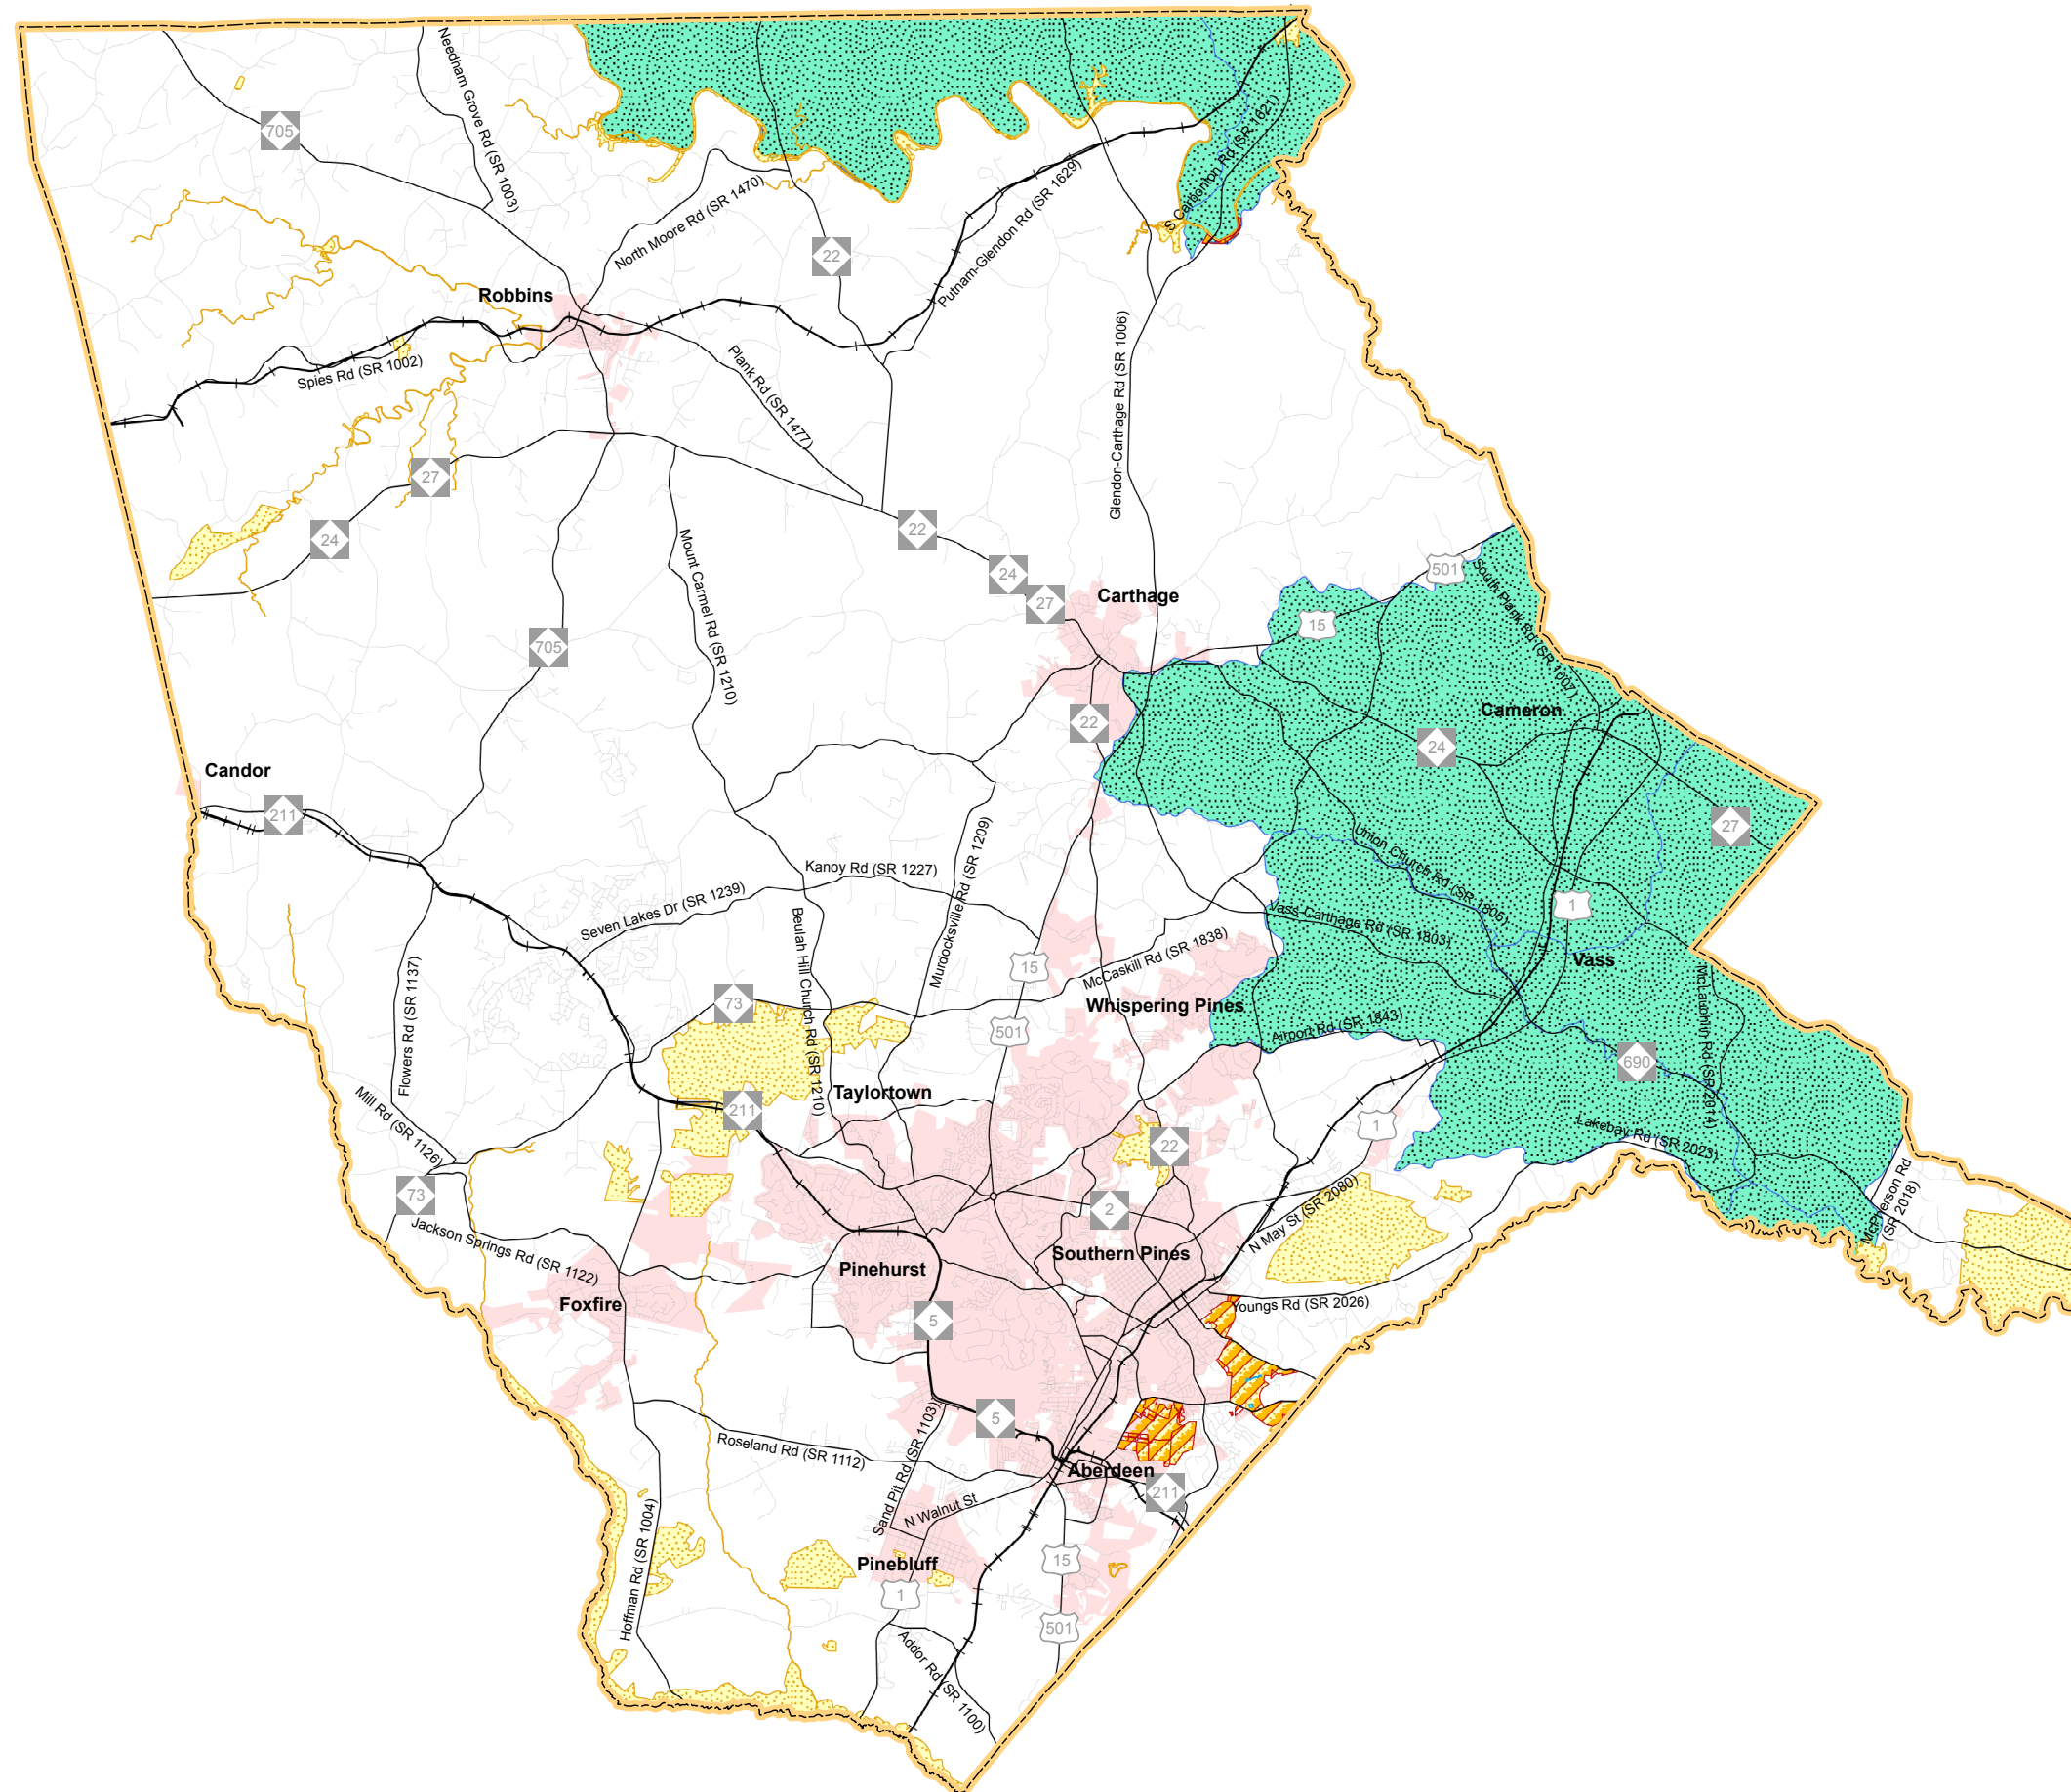 Needham Grove Rd (SR 1003)
705
S Carbonton Rd (SR 1621)
North Moore Rd (SR 1470)
22
Putnam-Glendon Rd (SR 1629)
Robbins
Spies Rd (SR 1002)
Plank Rd (SR 1477)
Glendon-Carthage Rd (SR 1006)
27
24
22
24
27
Mount Carmel Rd (SR 1210)
705
Carthage
501
15
South Plank Rd (SR 1007)
22
Cameron
24
27
Candor
211
Kanoy Rd (SR 1227)
Murdocksville Rd (SR 1209)
Seven Lakes Dr (SR 1239)
Beulah Hill Church Rd (SR 1210)
Union Church Rd (SR 1805)
Vass-Carthage Rd (SR 1803)
1
Vass
15
McCaskill Rd (SR 1838)
Whispering Pines
501
Airport Rd (SR 1843)
McLauchlin Rd (SR 2014)
690
Flowers Rd (SR 1137)
73
Taylortown
211
Mill Rd (SR 1126)
22
1
Lakebay Rd (SR 2023)
McPherson Rd
(SR 2018)
73
Jackson Springs Rd (SR 1122)
2
N May St (SR 2080)
Southern Pines
Pinehurst
Foxfire
5
Youngs Rd (SR 2026)
5
Roseland Rd (SR 1112)
Sand Pit Rd (SR 1103)
Aberdeen
211
N Walnut St
Hoffman Rd (SR 1004)
Pinebluff
15
1
501
Addor Rd (SR 1100)